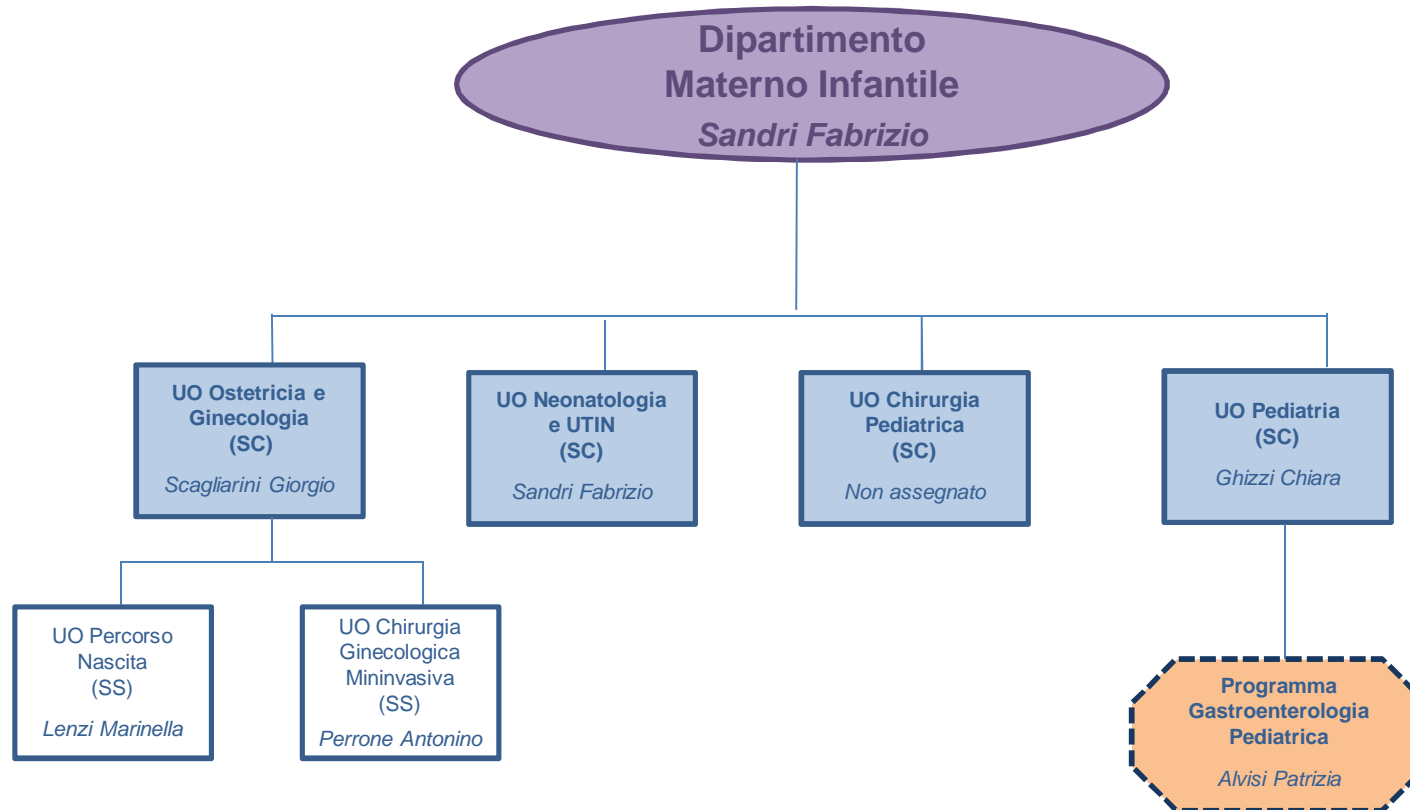 Dipartimento
Materno Infantile
Sandri Fabrizio
UO Ostetricia e
Ginecologia
(SC)
Scagliarini Giorgio
UO Neonatologia
e UTIN
(SC)
Sandri Fabrizio
UO Chirurgia
Pediatrica
(SC)
Non assegnato
UO Pediatria
(SC)
Ghizzi Chiara
UO Percorso
Nascita
(SS)
Lenzi Marinella
UO Chirurgia
Ginecologica
Mininvasiva
(SS)
Perrone Antonino
Programma
Gastroenterologia
Pediatrica
Alvisi Patrizia